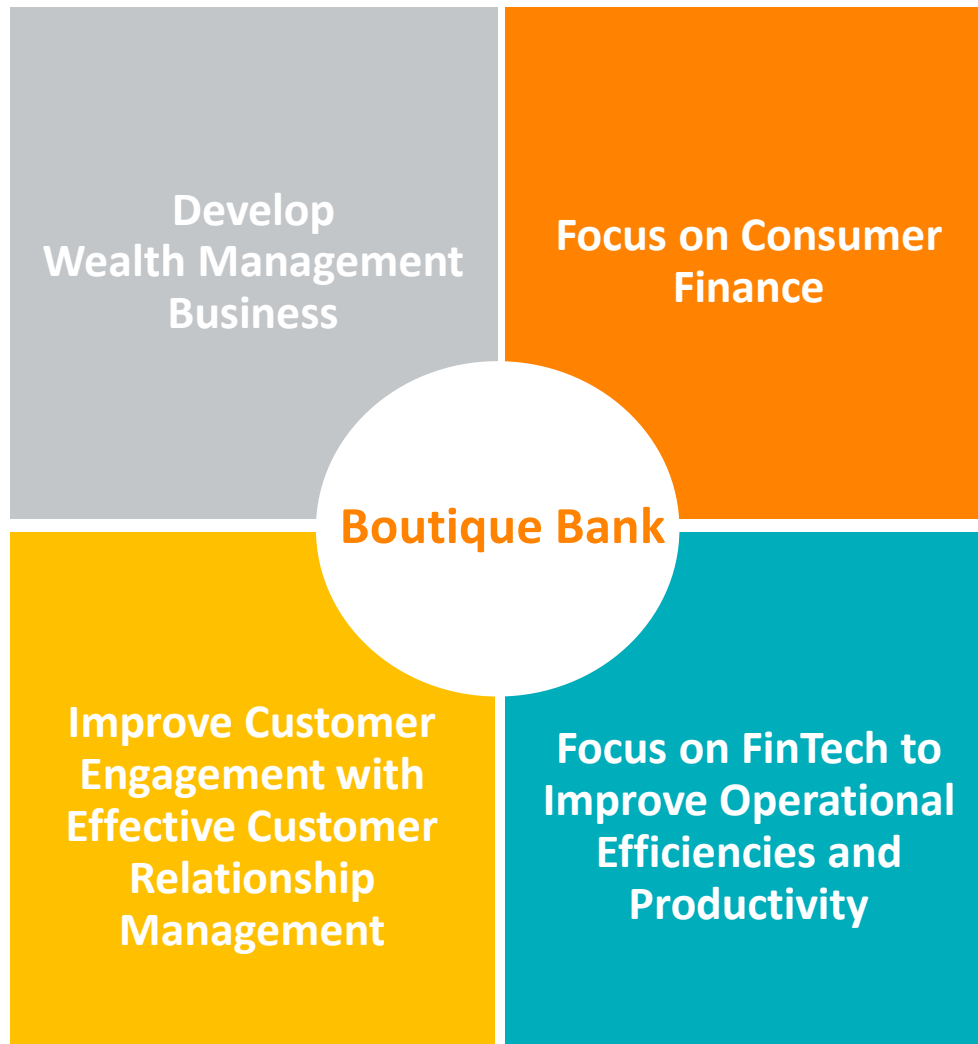 Develop
Wealth Management
Business
Focus on Consumer
Finance
Boutique Bank
Improve Customer
Engagement with
Effective Customer
Relationship
Management
Focus on FinTech to
Improve Operational
Efficiencies and
Productivity